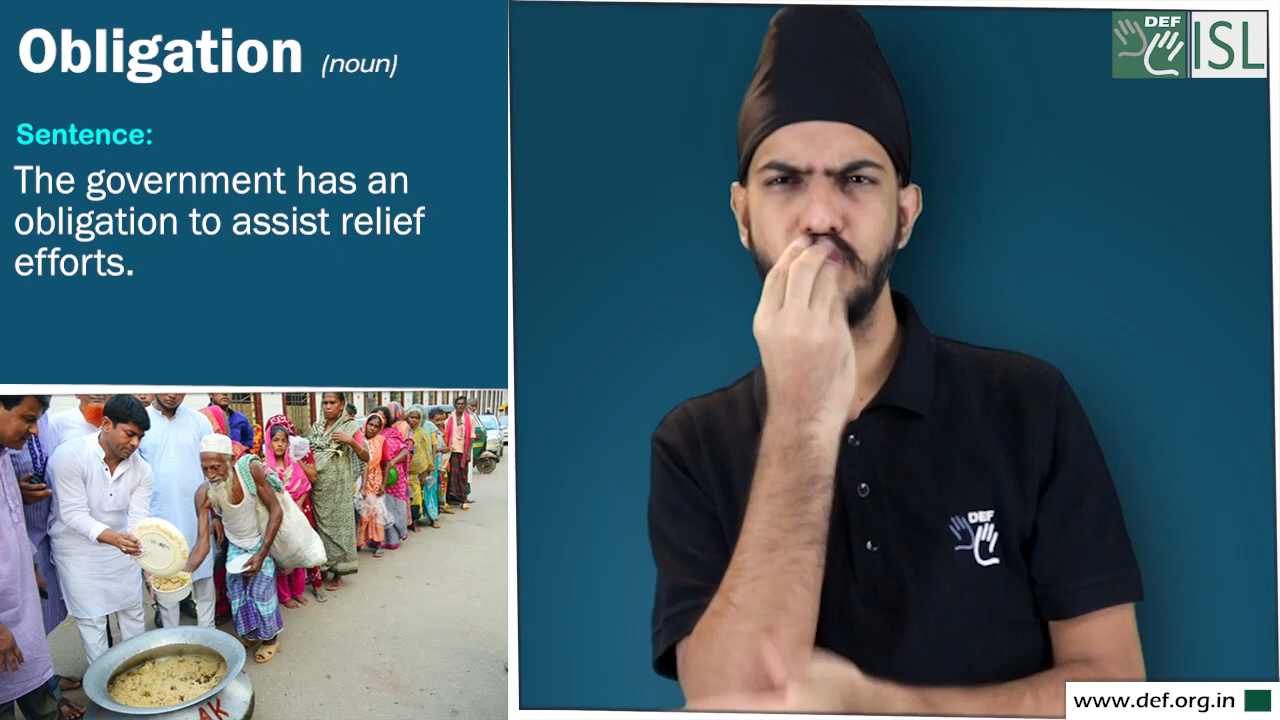 Obligation (noun)
Sentence:
The government has an
obligation to assist relief
efforts.
DEF
ISL
DEF
AK
www.def.org.in